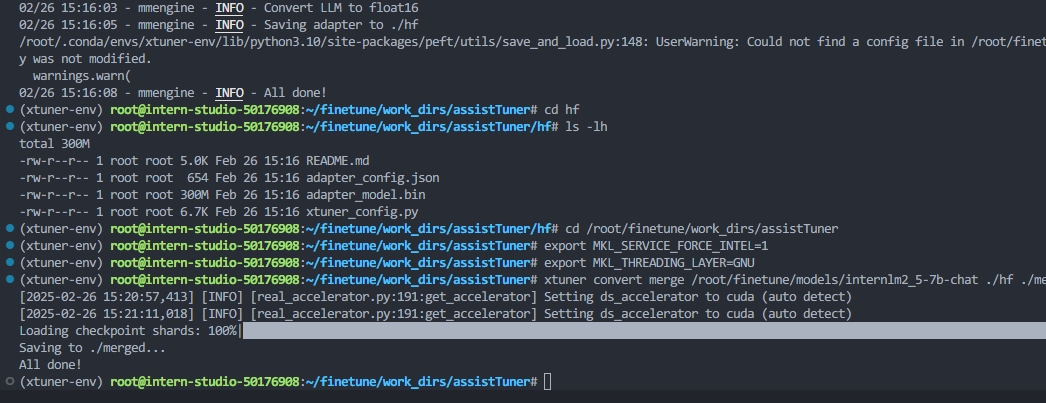 02/26 15:16:03 - mmengine - INFO - Convert LLM to float16
02/26 15:16:05 - mmengine - INFO - Saving adapter to ./hf
/root/.conda/envs/xtuner-env/lib/python3.10/site-packages/peft/utils/save_and_load.py:148: UserWarning: Could not find a config file in /root/finet
y was not modified.
  warnings.warn(
02/26 15:16:08 - mmengine - INFO - All done!
(xtuner-env) root@intern-studio-50176908:~/finetune/work_dirs/assistTuner# cd hf
(xtuner-env) root@intern-studio-50176908:~/finetune/work_dirs/assistTuner/hf# ls -lh
total 300M
-rw-r--r-- 1 root root 5.0K Feb 26 15:16 README.md
-rw-r--r-- 1 root root  654 Feb 26 15:16 adapter_config.json
-rw-r--r-- 1 root root 300M Feb 26 15:16 adapter_model.bin
-rw-r--r-- 1 root root 6.7K Feb 26 15:16 xtuner_config.py
(xtuner-env) root@intern-studio-50176908:~/finetune/work_dirs/assistTuner/hf# cd /root/finetune/work_dirs/assistTuner
(xtuner-env) root@intern-studio-50176908:~/finetune/work_dirs/assistTuner# export MKL_SERVICE_FORCE_INTEL=1
(xtuner-env) root@intern-studio-50176908:~/finetune/work_dirs/assistTuner# export MKL_THREADING_LAYER=GNU
(xtuner-env) root@intern-studio-50176908:~/finetune/work_dirs/assistTuner# xtuner convert merge /root/finetune/models/internlm2_5-7b-chat ./hf ./me
[2025-02-26 15:20:57,413] [INFO] [real_accelerator.py:191:get_accelerator] Setting ds_accelerator to cuda (auto detect)
[2025-02-26 15:21:11,018] [INFO] [real_accelerator.py:191:get_accelerator] Setting ds_accelerator to cuda (auto detect)
Loading checkpoint shards: 100%|
Saving to ./merged...
All done!
(xtuner-env) root@intern-studio-50176908:~/finetune/work_dirs/assistTuner#